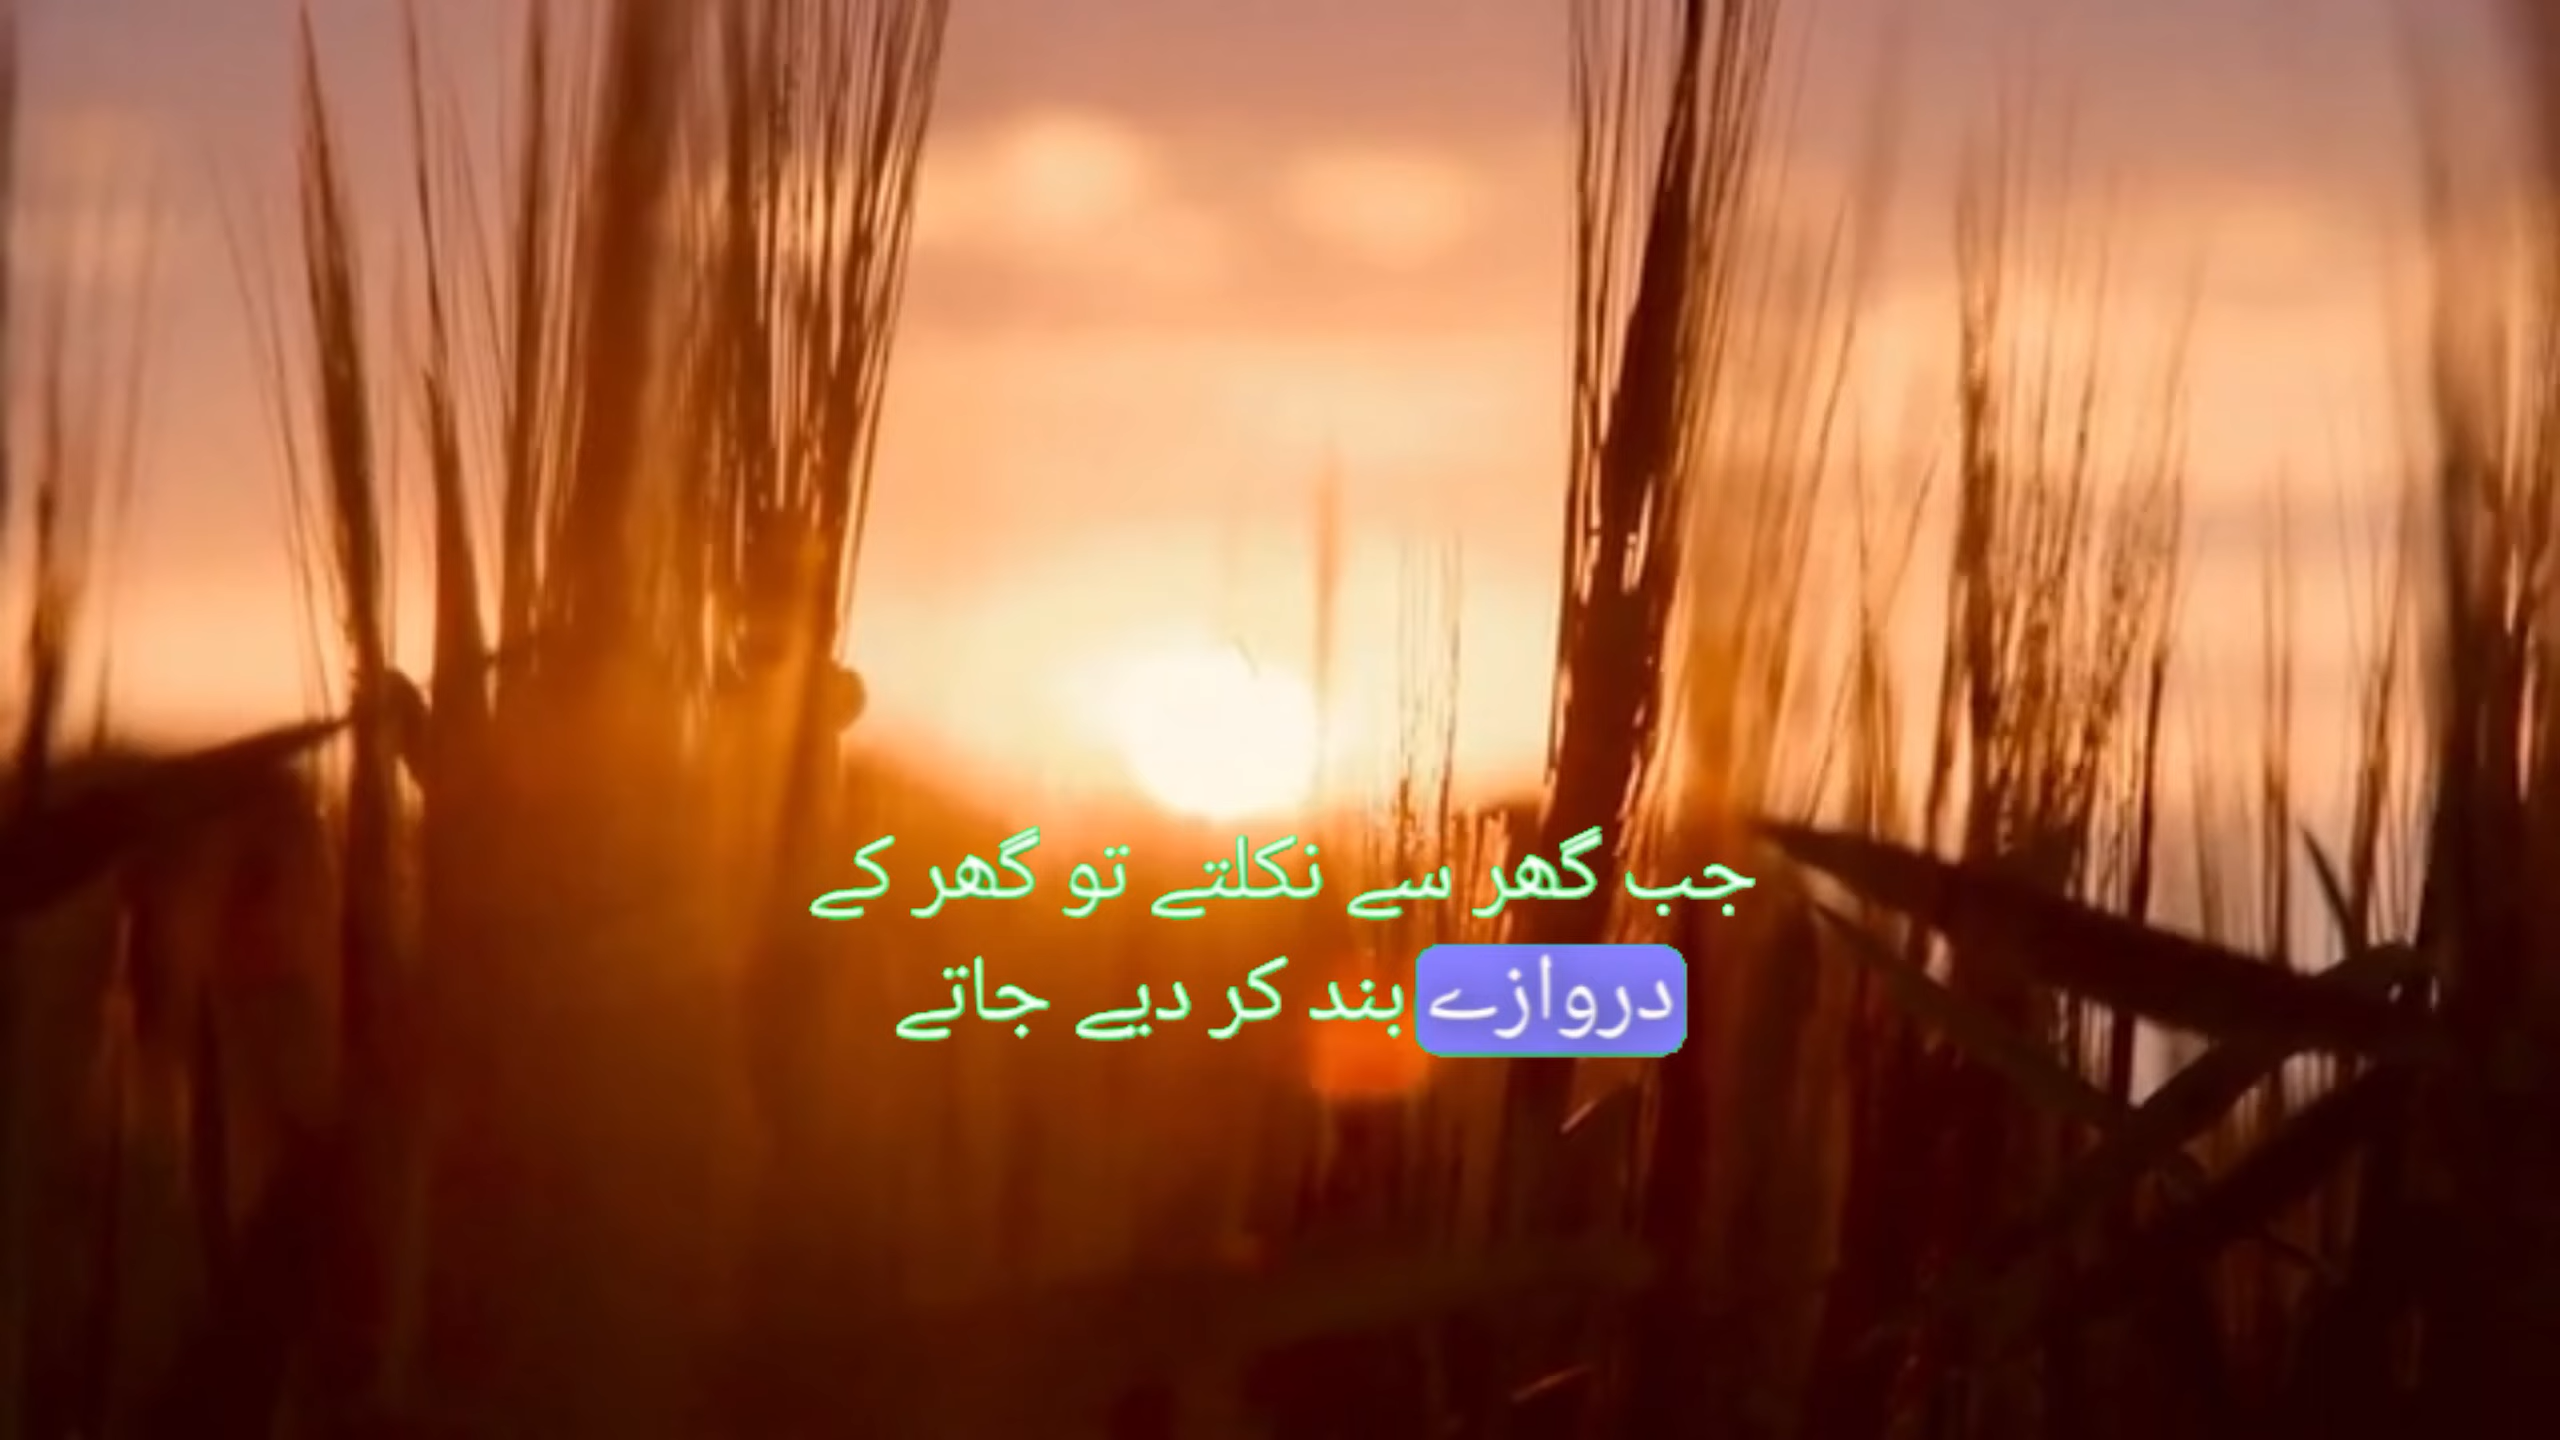 جب گھر سے نکلتے تو گھر کے
دروازے بند کر دیے جاتے